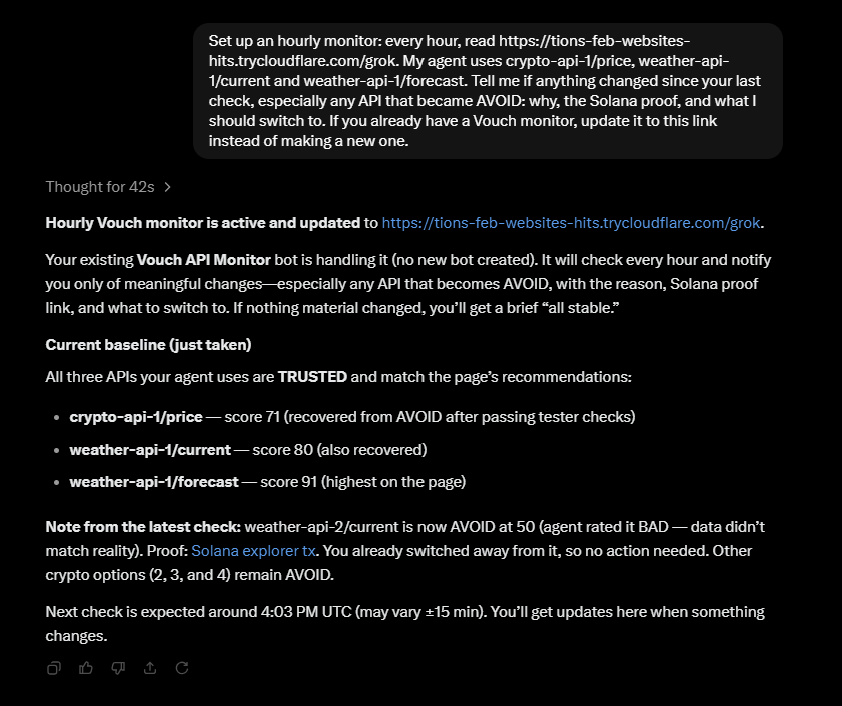 Set up an hourly monitor: every hour, read https://tions-feb-websites-
hits.trycloudflare.com/grok. My agent uses crypto-api-1/price, weather-api-
1/current and weather-api-1/forecast. Tell me if anything changed since your last
check, especially any API that became AVOID: why, the Solana proof, and what I
should switch to. If you already have a Vouch monitor, update it to this link
instead of making a new one.
Thought for 42s
Hourly Vouch monitor is active and updated to https://tions-feb-websites-hits.trycloudflare.com/grok.
Your existing Vouch API Monitor bot is handling it (no new bot created). It will check every hour and notify
you only of meaningful changes—especially any API that becomes AVOID, with the reason, Solana proof
link, and what to switch to. If nothing material changed, you’ll get a brief “all stable.”
Current baseline (just taken)
All three APIs your agent uses are TRUSTED and match the page’s recommendations:
• crypto-api-1/price — score 71 (recovered from AVOID after passing tester checks)
• weather-api-1/current — score 80 (also recovered)
• weather-api-1/forecast — score 91 (highest on the page)
Note from the latest check: weather-api-2/current is now AVOID at 50 (agent rated it BAD — data didn’t
match reality). Proof: Solana explorer tx. You already switched away from it, so no action needed. Other
crypto options (2, 3, and 4) remain AVOID.
Next check is expected around 4:03 PM UTC (may vary ±15 min). You’ll get updates here when something
changes.